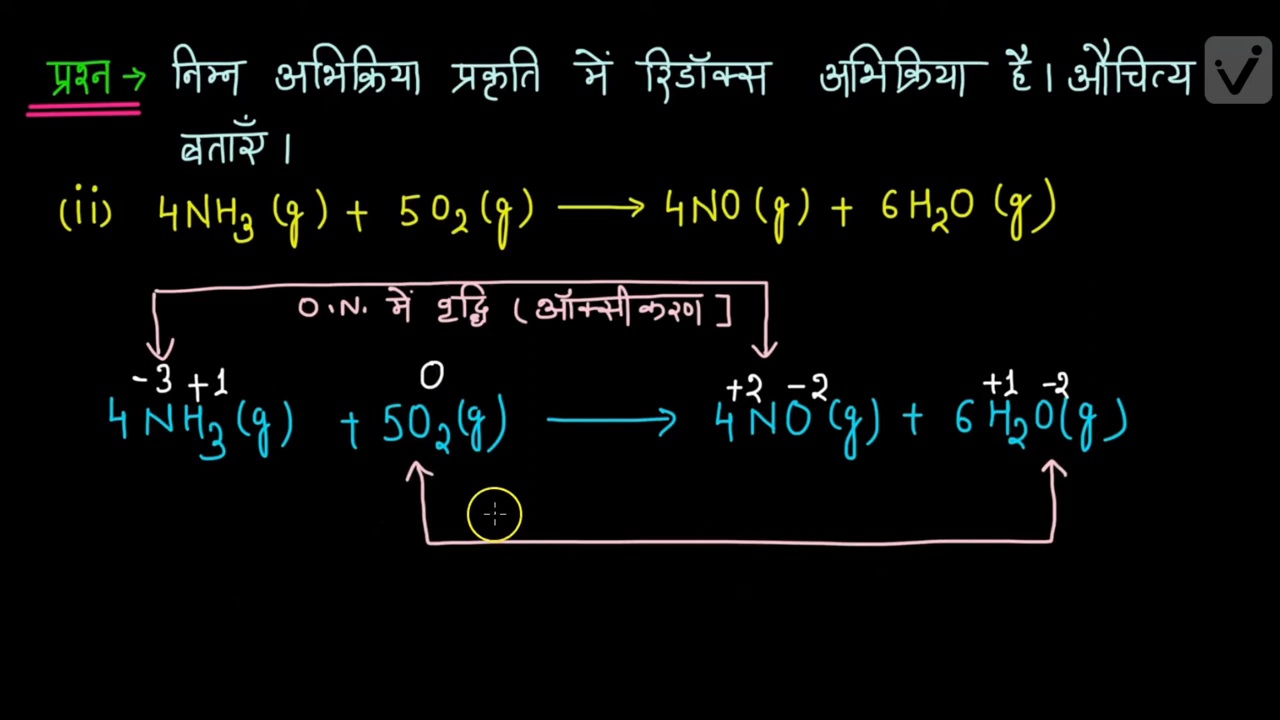 प्रश्न → निम्न अभिक्रिया प्रकृति में रिडॉक्स अभिक्रिया है। औचित्य
बताएँ।
(ii) 4NH₃(g) + 5O₂(g) ⟶ 4NO(g) + 6H₂O(g)
O.N. में वृद्धि (ऑक्सीकरण]
-3 +1 0 +2 -2 +1 -2
4NH₃(g) + 5O₂(g) ⟶ 4NO(g) + 6H₂O(g)